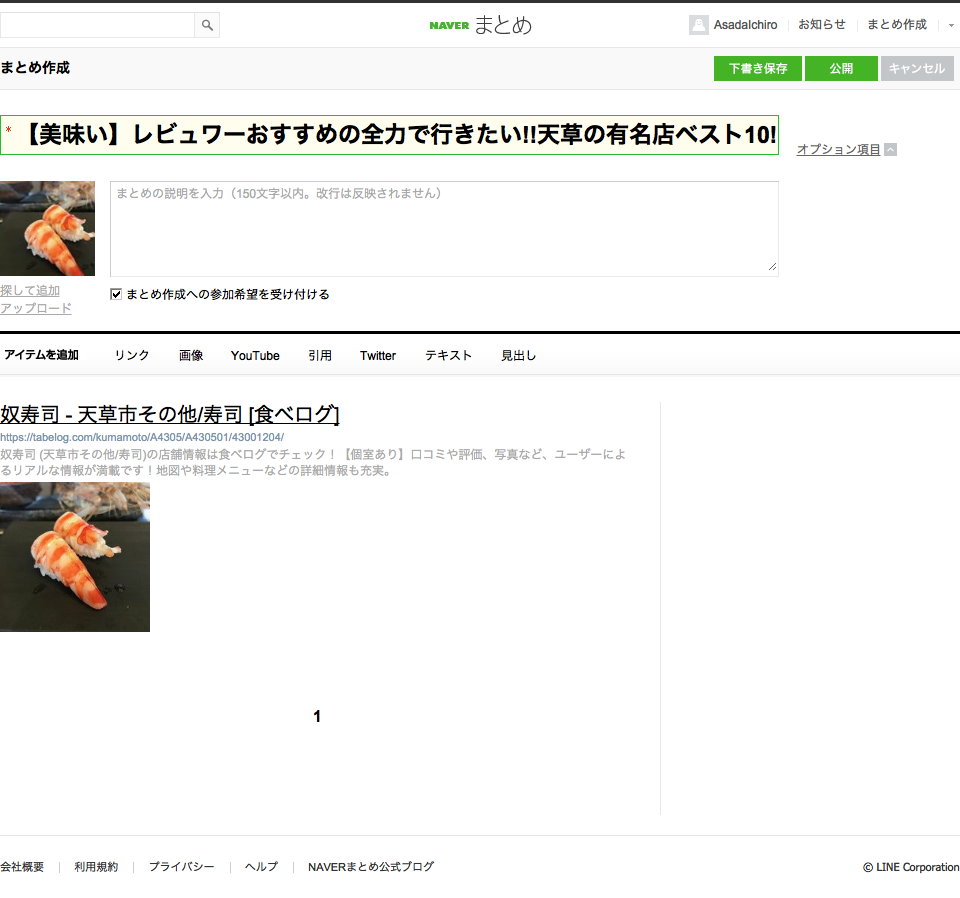 NAVER まとめ
AsadaIchiro
お知らせ
まとめ作成
まとめ作成
下書き保存
公開
キャンセル
* 【美味い】レビュワーおすすめの全力で行きたい!!天草の有名店ベスト10!
オプション項目
まとめの説明を入力（150文字以内。改行は反映されません）
探して追加
アップロード
まとめ作成への参加希望を受け付ける
アイテムを追加
リンク
画像
YouTube
引用
Twitter
テキスト
見出し
奴寿司 - 天草市その他/寿司 [食べログ]
https://tabelog.com/kumamoto/A4305/A430501/43001204/
奴寿司 (天草市その他/寿司)の店舗情報は食べログでチェック！【個室あり】口コミや評価、写真など、ユーザーによ
るリアルな情報が満載です！地図や料理メニューなどの詳細情報も充実。
1
会社概要
利用規約
プライバシー
ヘルプ
NAVERまとめ公式ブログ
© LINE Corporation